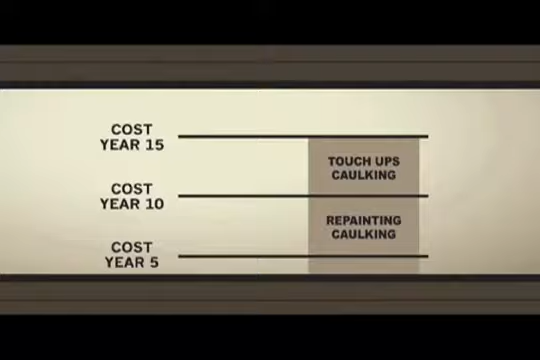 COST
YEAR 15
TOUCH UPS
CAULKING
COST
YEAR 10
REPAINTING
CAULKING
COST
YEAR 5